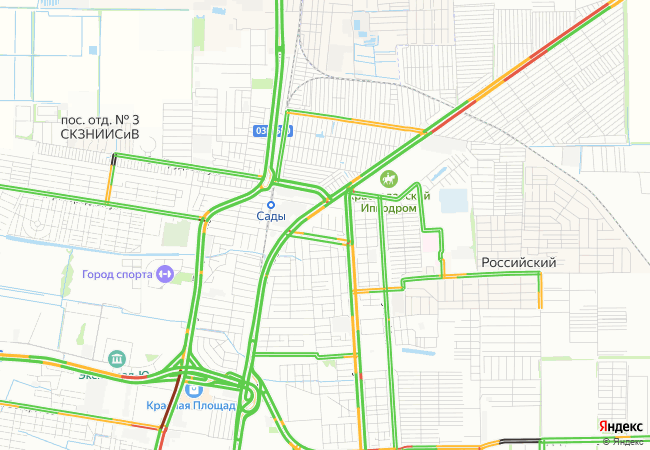 пос. отд. № 3
СКЗНИИСиВ
Ипподром
Сады
Российский
Город спорта
Красная Площадь
Яндекс
© Яндекс